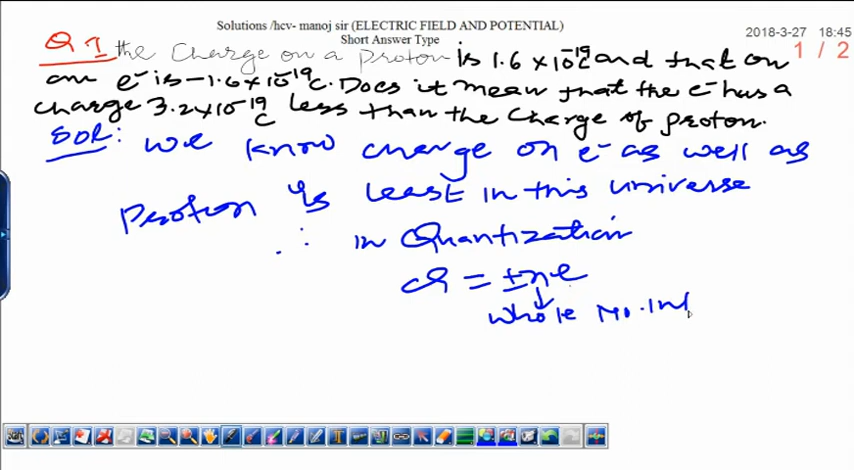 Solutions /hcv- manoj sir (ELECTRIC FIELD AND POTENTIAL)
Short Answer Type
2018-3-27 18:45
1 / 2
Q 1 the Charge on a Proton is 1.6 x 10^-19 C and that on
an e- is -1.6 x 10^-19 C. Does it mean that the e- has a
charge 3.2 x 10^-19 C less than the Charge of proton.
Sol: we know charge on e- as well as
Proton is least in this universe
∴ in Quantization
Q = ±ne
whole No. Int